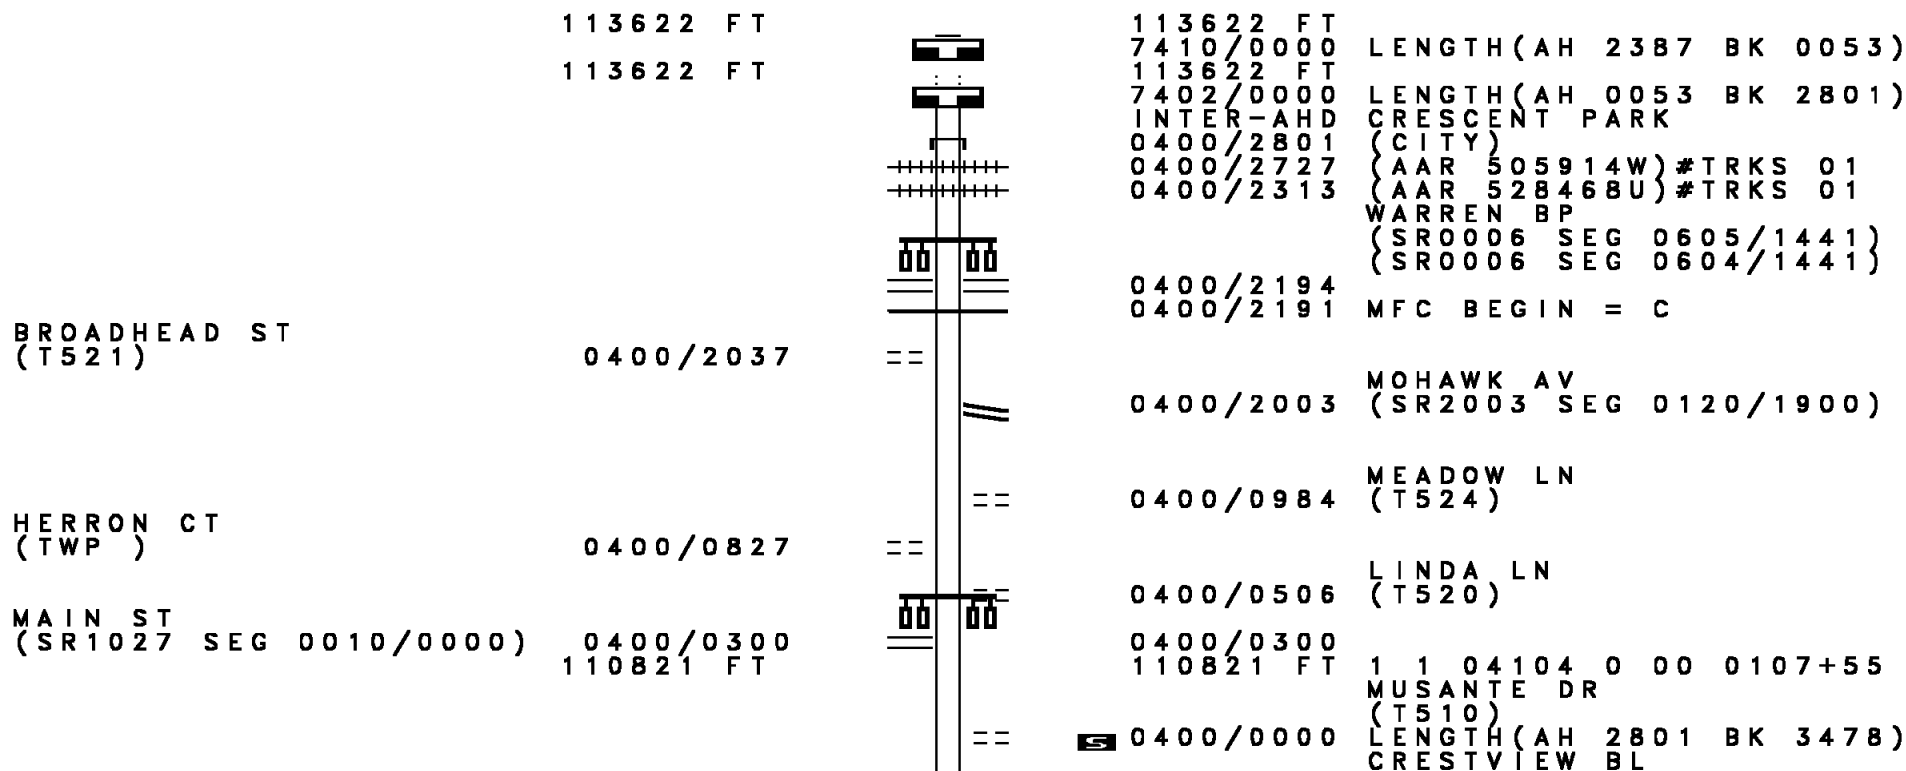 113622 FT 113622 FT
7410/0000 LENGTH(AH 2387 BK 0053)
113622 FT 113622 FT
7402/0000 LENGTH(AH 0053 BK 2801)
INTER-AHD CRESCENT PARK
0400/2801 (CITY)
0400/2727 (AAR 505914W)#TRKS 01
0400/2313 (AAR 528468U)#TRKS 01
WARREN BP
(SR0006 SEG 0605/1441)
(SR0006 SEG 0604/1441)
0400/2194
0400/2191 MFC BEGIN = C
BROADHEAD ST
(T521) 0400/2037
MOHAWK AV
0400/2003 (SR2003 SEG 0120/1900)
MEADOW LN
0400/0984 (T524)
HERRON CT
(TWP ) 0400/0827
LINDA LN
0400/0506 (T520)
MAIN ST
(SR1027 SEG 0010/0000) 0400/0300 0400/0300
110821 FT 110821 FT 1 1 04104 0 00 0107+55
MUSANTE DR
(T510)
S 0400/0000 LENGTH(AH 2801 BK 3478)
CRESTVIEW BL